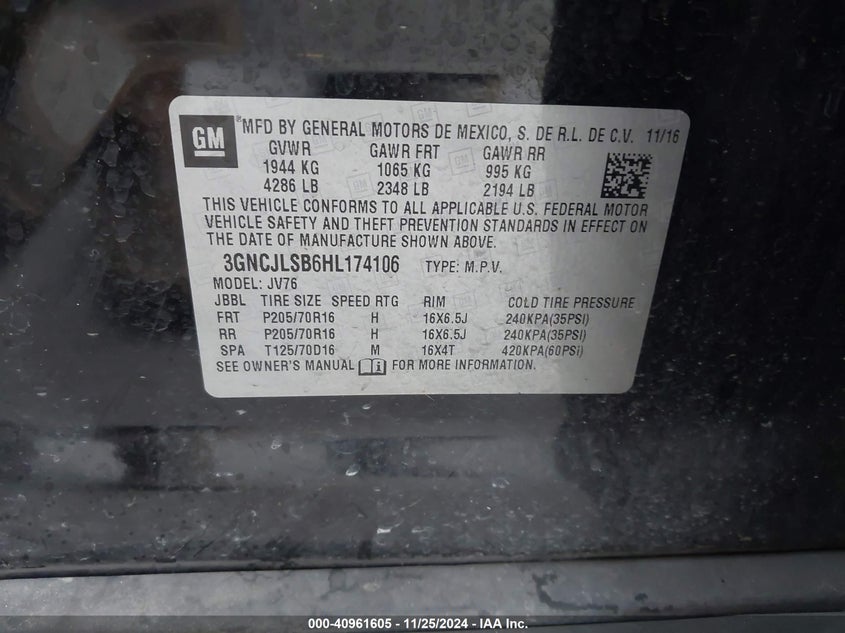 GM
®MFD BY GENERAL MOTORS DE MEXICO, S. DE R.L. DE C.V. 11/16
GVWR GAWR FRT GAWR RR
1944 KG 1065 KG 995 KG
4286 LB 2348 LB 2194 LB
THIS VEHICLE CONFORMS TO ALL APPLICABLE U.S. FEDERAL MOTOR
VEHICLE SAFETY AND THEFT PREVENTION STANDARDS IN EFFECT ON
THE DATE OF MANUFACTURE SHOWN ABOVE.
3GNCJLSB6HL174106 TYPE: M.P.V.
MODEL: JV76
JBBL TIRE SIZE SPEED RTG RIM COLD TIRE PRESSURE
FRT P205/70R16 H 16X6.5J 240KPA(35PSI)
RR P205/70R16 H 16X6.5J 240KPA(35PSI)
SPA T125/70D16 M 16X4T 420KPA(60PSI)
SEE OWNER'S MANUAL FOR MORE INFORMATION.
000-40961605 - 11/25/2024 - IAA Inc.